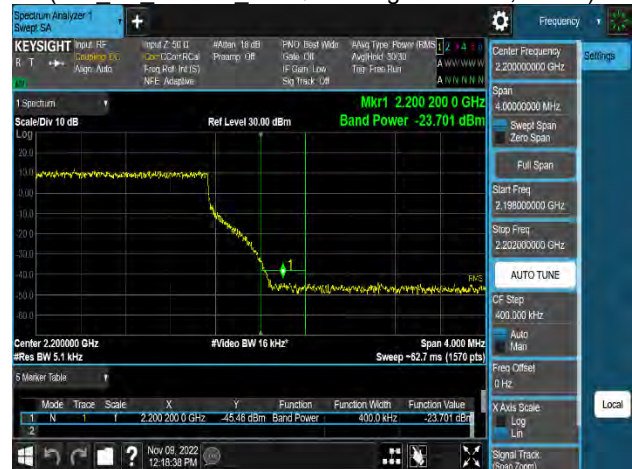 Spectrum Analyzer 1
Swept SA
Frequency
KEYSIGHT
R T
Input: RF
Align: Auto
Input Z: 50 Ω
Corr CCorr RCal
Freq Ref: Int (S)
NFE: Adaptive
#Atten: 18 dB
Preamp: Off
PNO: Best Wide
Gate: Off
IF Gain: Low
Sig Track: Off
#Avg Type: Power (RMS)
Avg|Hold: 30/30
Trig: Free Run
1 Spectrum
Scale/Div 10 dB
Ref Level 30.00 dBm
Mkr1 2.200 200 0 GHz
Band Power -23.701 dBm
Log
20.0
10.0
0.00
-10.0
-20.0
-30.0
-40.0
-50.0
-60.0
1
RMS
Center 2.200000 GHz
#Video BW 16 kHz*
Span 4.000 MHz
#Res BW 5.1 kHz
Sweep ~62.7 ms (1570 pts)
5 Marker Table
Mode Trace Scale X Y Function Function Width Function Value
1 N 1 f 2.200 200 0 GHz -45.46 dBm Band Power 400.0 kHz -23.701 dBm
2
Nov 09, 2022
12:18:38 PM
Center Frequency
2.200000000 GHz
Settings
Span
4.00000000 MHz
Swept Span
Zero Span
Full Span
Start Freq
2.198000000 GHz
Stop Freq
2.202000000 GHz
AUTO TUNE
CF Step
400.000 kHz
Auto
Man
Freq Offset
0 Hz
X Axis Scale
Log
Lin
Local
Signal Track
(Span Zoom)